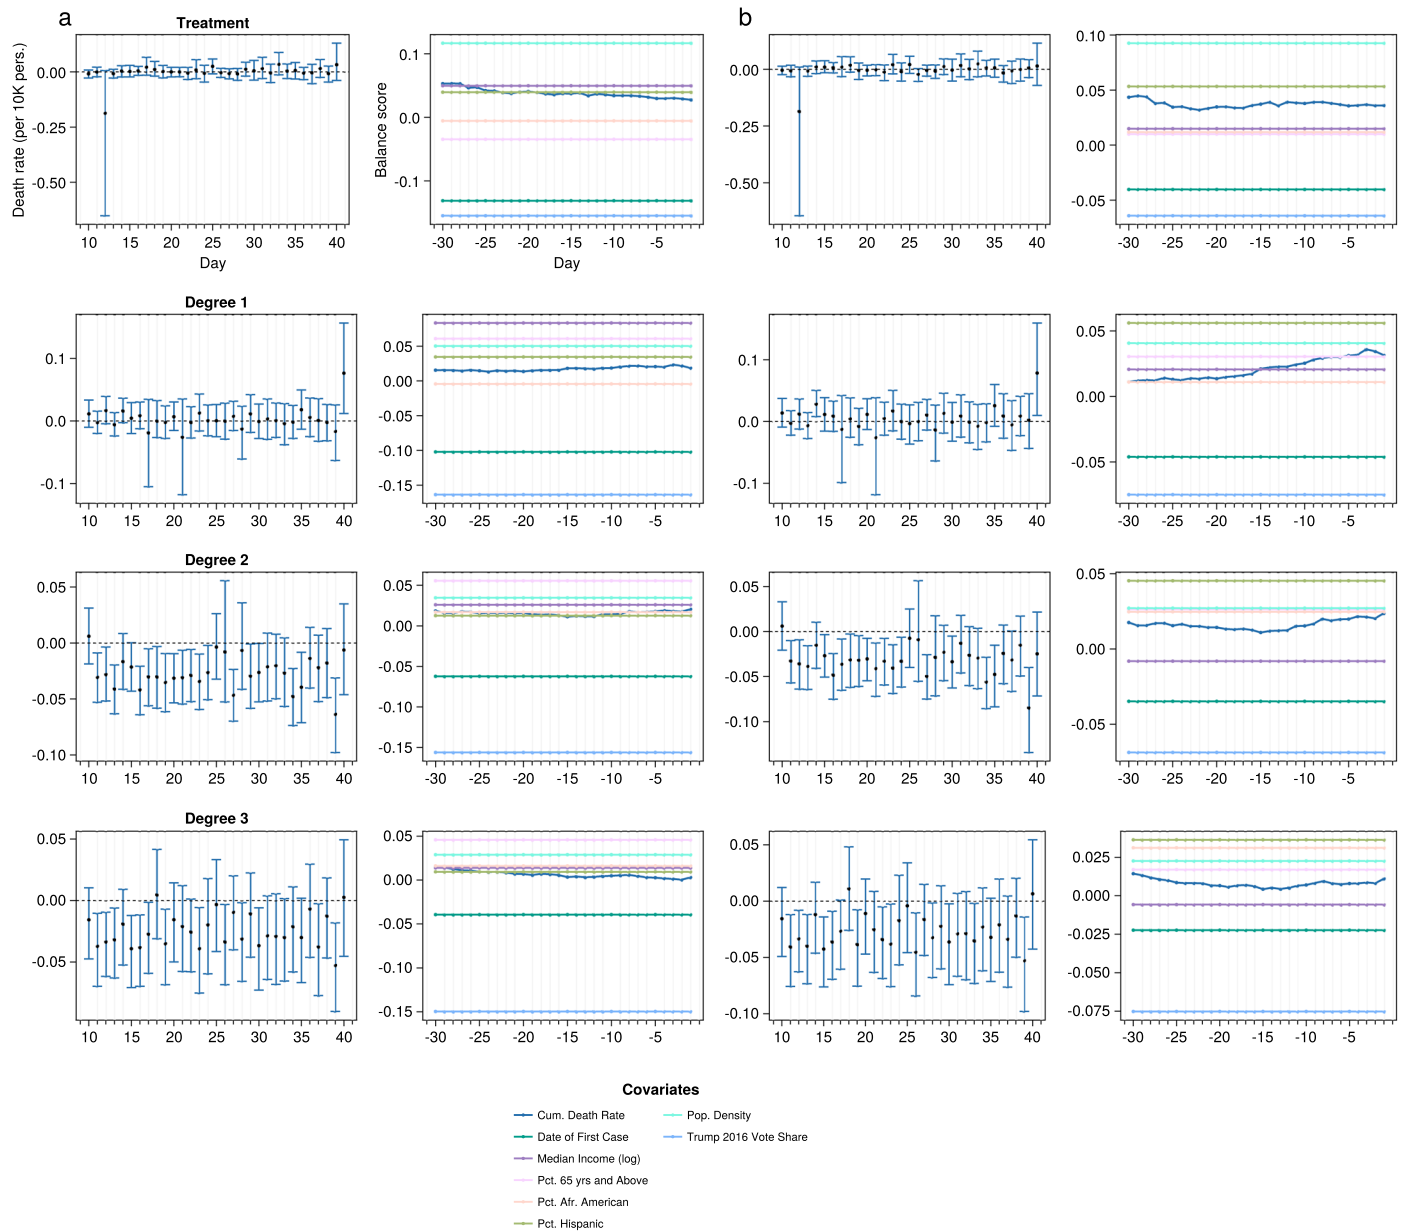 a
b
Treatment
Death rate (per 10K pers.)
0.00
-0.25
-0.50
10 15 20 25 30 35 40
Day
Balance score
0.1
0.0
-0.1
-30 -25 -20 -15 -10 -5
Day
0.00
-0.25
-0.50
10 15 20 25 30 35 40
0.10
0.05
0.00
-0.05
-30 -25 -20 -15 -10 -5
Degree 1
0.1
0.0
-0.1
10 15 20 25 30 35 40
0.05
0.00
-0.05
-0.10
-0.15
-30 -25 -20 -15 -10 -5
0.1
0.0
-0.1
10 15 20 25 30 35 40
0.05
0.00
-0.05
-30 -25 -20 -15 -10 -5
Degree 2
0.05
0.00
-0.05
-0.10
10 15 20 25 30 35 40
0.05
0.00
-0.05
-0.10
-0.15
-30 -25 -20 -15 -10 -5
0.05
0.00
-0.05
-0.10
10 15 20 25 30 35 40
0.05
0.00
-0.05
-30 -25 -20 -15 -10 -5
Degree 3
0.05
0.00
-0.05
10 15 20 25 30 35 40
0.05
0.00
-0.05
-0.10
-0.15
-30 -25 -20 -15 -10 -5
0.05
0.00
-0.05
-0.10
10 15 20 25 30 35 40
0.025
0.000
-0.025
-0.050
-0.075
-30 -25 -20 -15 -10 -5
Covariates
Cum. Death Rate
Date of First Case
Median Income (log)
Pct. 65 yrs and Above
Pct. Afr. American
Pct. Hispanic
Pop. Density
Trump 2016 Vote Share